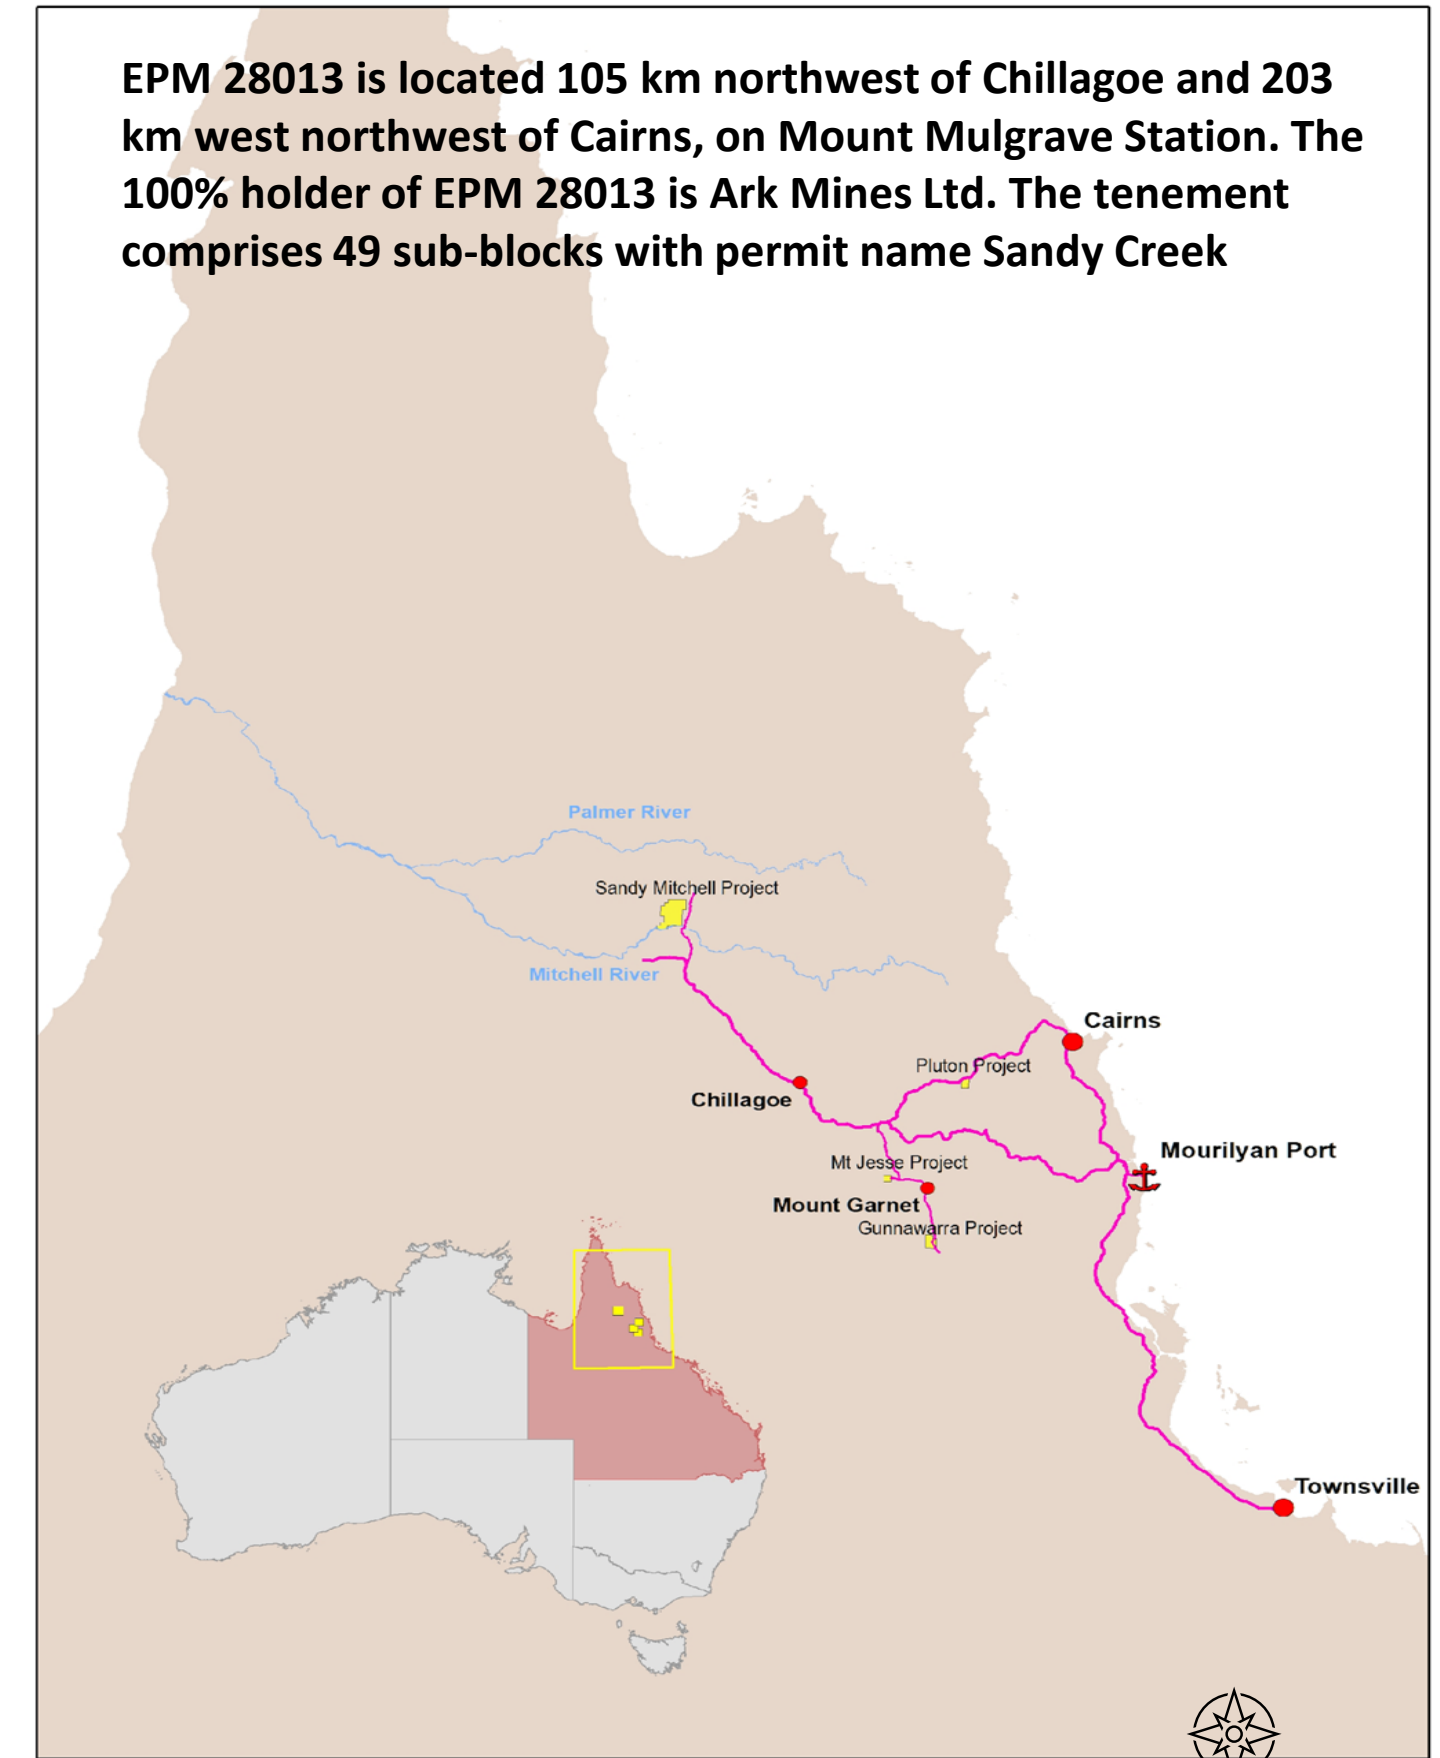 EPM 28013 is located 105 km northwest of Chillagoe and 203
km west northwest of Cairns, on Mount Mulgrave Station. The
100% holder of EPM 28013 is Ark Mines Ltd. The tenement
comprises 49 sub-blocks with permit name Sandy Creek
Palmer River
Sandy Mitchell Project
Mitchell River
Cairns
Pluton Project
Chillagoe
Mourilyan Port
Mt Jesse Project
Mount Garnet
Gunnawarra Project
Townsville